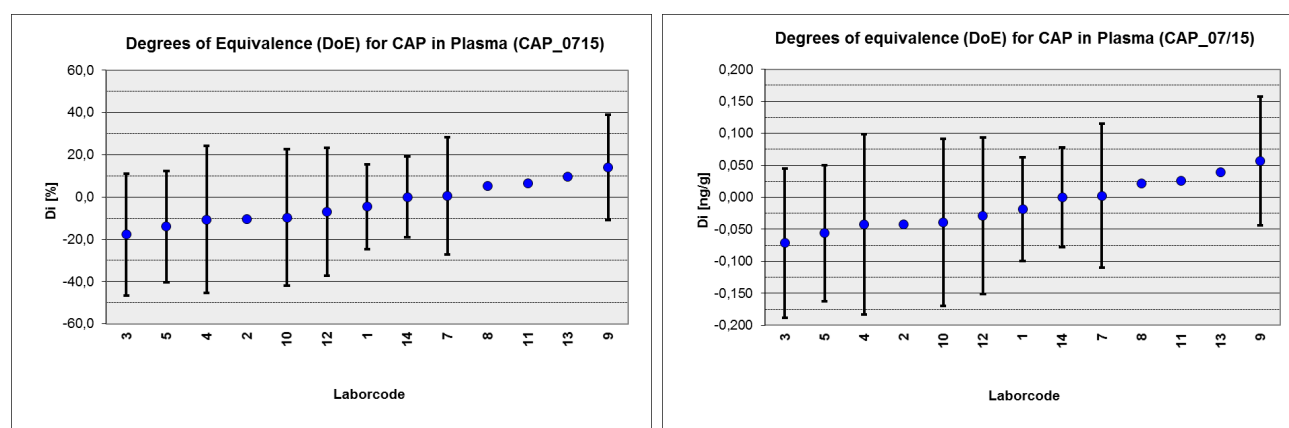 Degrees of Equivalence (DoE) for CAP in Plasma (CAP_0715)
60,0
40,0
20,0
0,0
-20,0
-40,0
-60,0
Di [%]
3 5 4 2 10 12 1 14 7 8 11 13 9
Laborcode
Degrees of equivalence (DoE) for CAP in Plasma (CAP_07/15)
0,200
0,150
0,100
0,050
0,000
-0,050
-0,100
-0,150
-0,200
Di [ng/g]
3 5 4 2 10 12 1 14 7 8 11 13 9
Laborcode